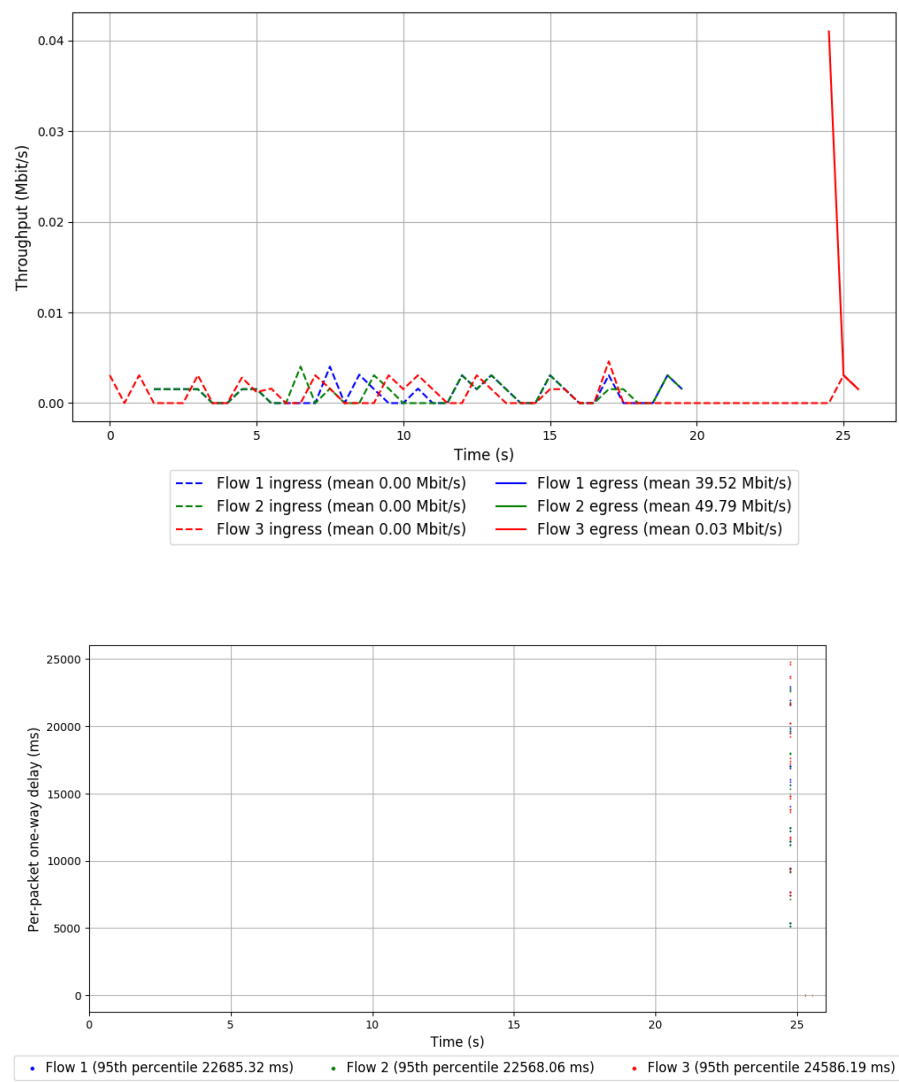 0.04
0.03
0.02
0.01
0.00
Throughput (Mbit/s)
0 5 10 15 20 25
Time (s)
Flow 1 ingress (mean 0.00 Mbit/s) Flow 1 egress (mean 39.52 Mbit/s)
Flow 2 ingress (mean 0.00 Mbit/s) Flow 2 egress (mean 49.79 Mbit/s)
Flow 3 ingress (mean 0.00 Mbit/s) Flow 3 egress (mean 0.03 Mbit/s)
25000
20000
15000
10000
5000
0
Per-packet one-way delay (ms)
0 5 10 15 20 25
Time (s)
Flow 1 (95th percentile 22685.32 ms) Flow 2 (95th percentile 22568.06 ms) Flow 3 (95th percentile 24586.19 ms)